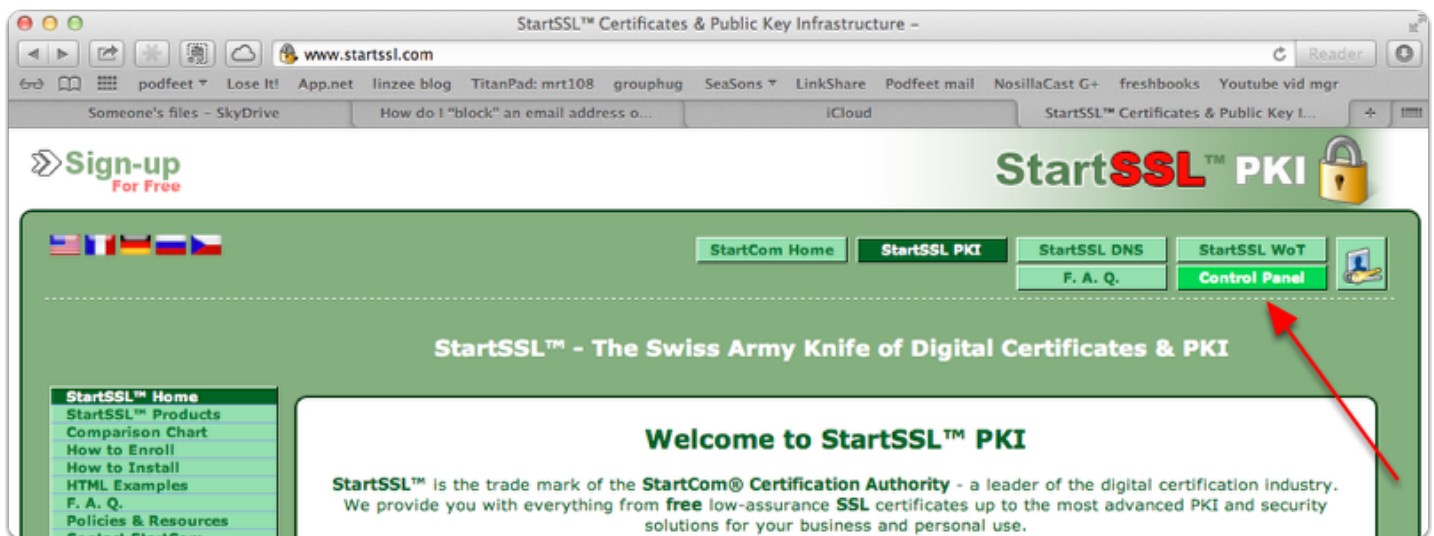 StartSSL™ Certificates & Public Key Infrastructure –
www.startssl.com
Reader
podfeet Lose It! App.net linzee blog TitanPad: mrt108 grouphug SeaSons LinkShare Podfeet mail NosillaCast G+ freshbooks Youtube vid mgr
Someone's files – SkyDrive
How do I "block" an email address o...
iCloud
StartSSL™ Certificates & Public Key I...
Sign-up
For Free
StartSSL™ PKI
StartCom Home
StartSSL PKI
StartSSL DNS
StartSSL WoT
F. A. Q.
Control Panel
StartSSL™ – The Swiss Army Knife of Digital Certificates & PKI
StartSSL™ Home
StartSSL™ Products
Comparison Chart
How to Enroll
How to Install
HTML Examples
F. A. Q.
Policies & Resources
Contact StartCom
Welcome to StartSSL™ PKI
StartSSL™ is the trade mark of the StartCom® Certification Authority - a leader of the digital certification industry.
We provide you with everything from free low-assurance SSL certificates up to the most advanced PKI and security
solutions for your business and personal use.